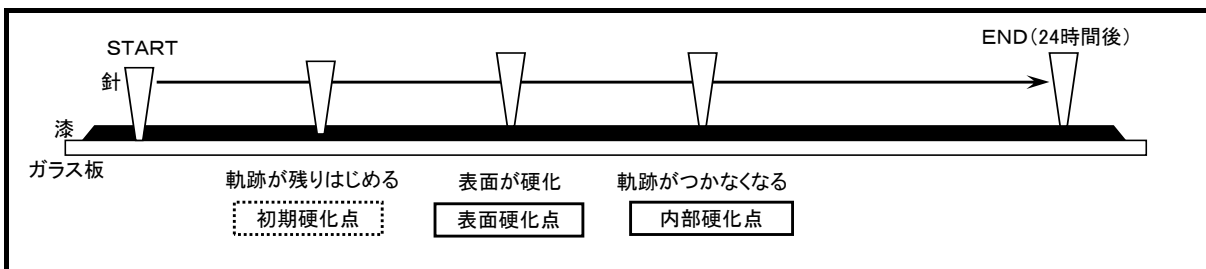 START
END(24時間後)
針
漆
ガラス板
軌跡が残りはじめる
表面が硬化
軌跡がつかなくなる
初期硬化点
表面硬化点
内部硬化点